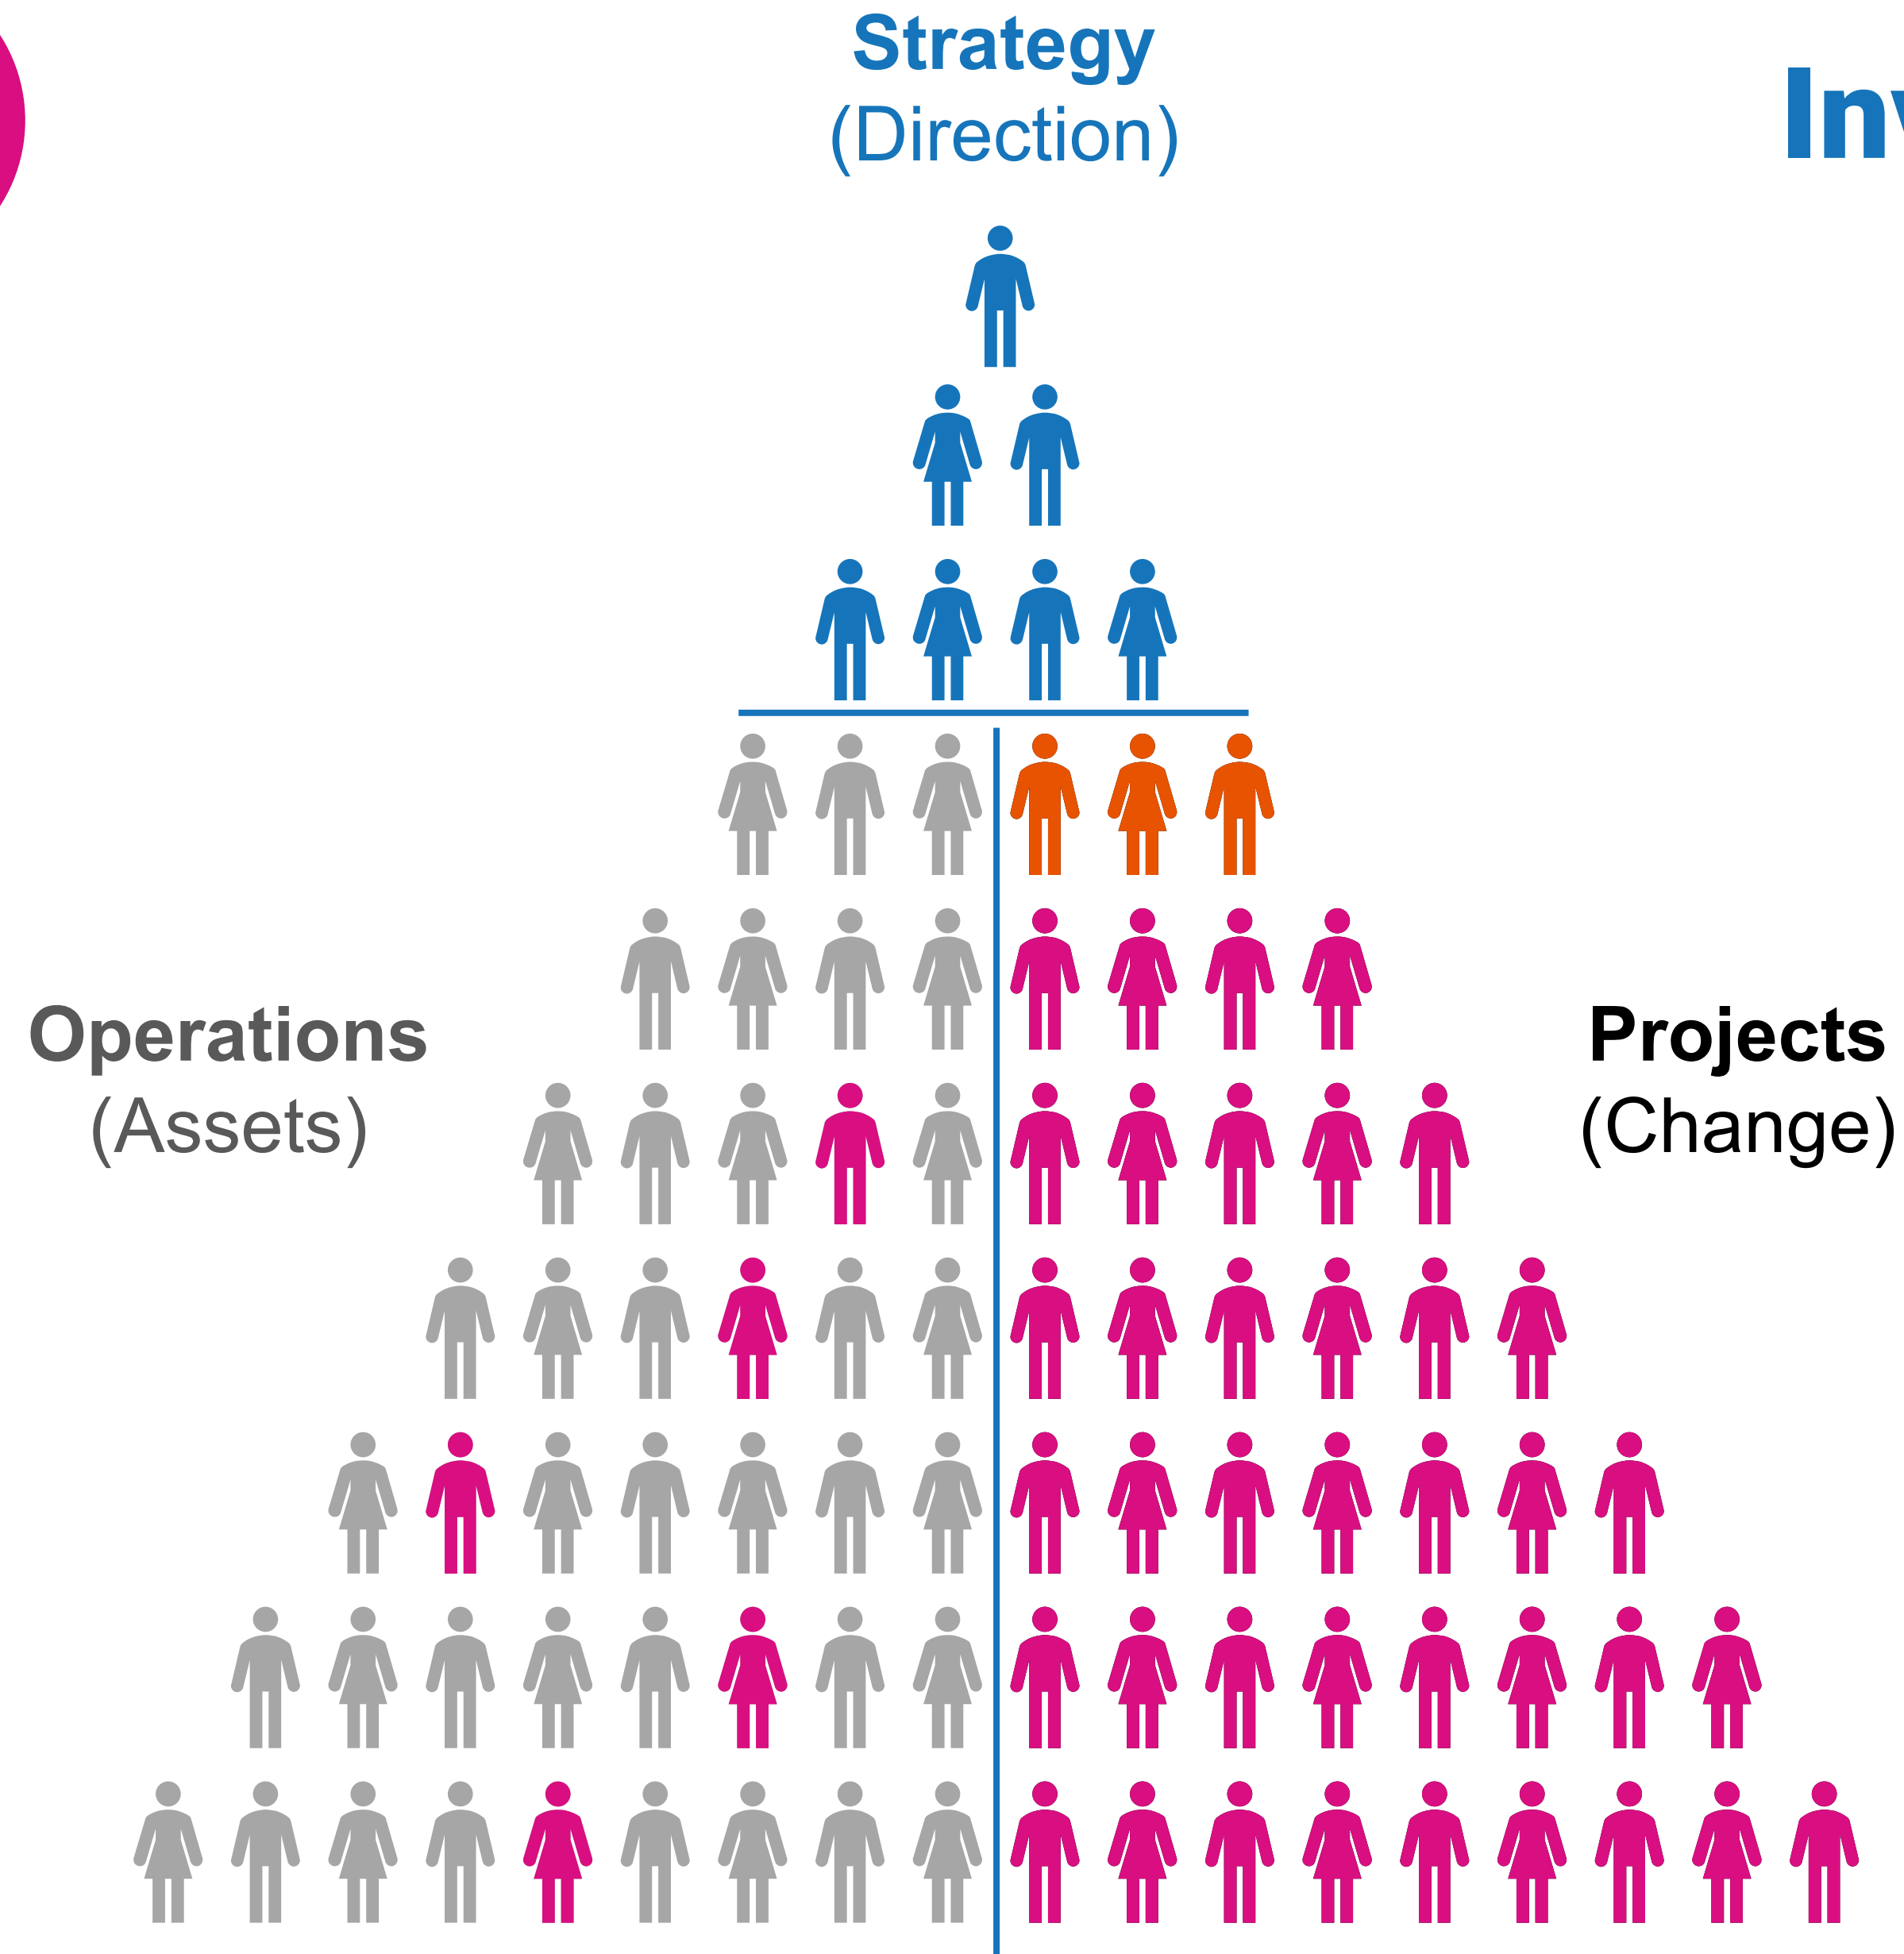 Strategy
(Direction)
Operations
(Assets)
Projects
(Change)